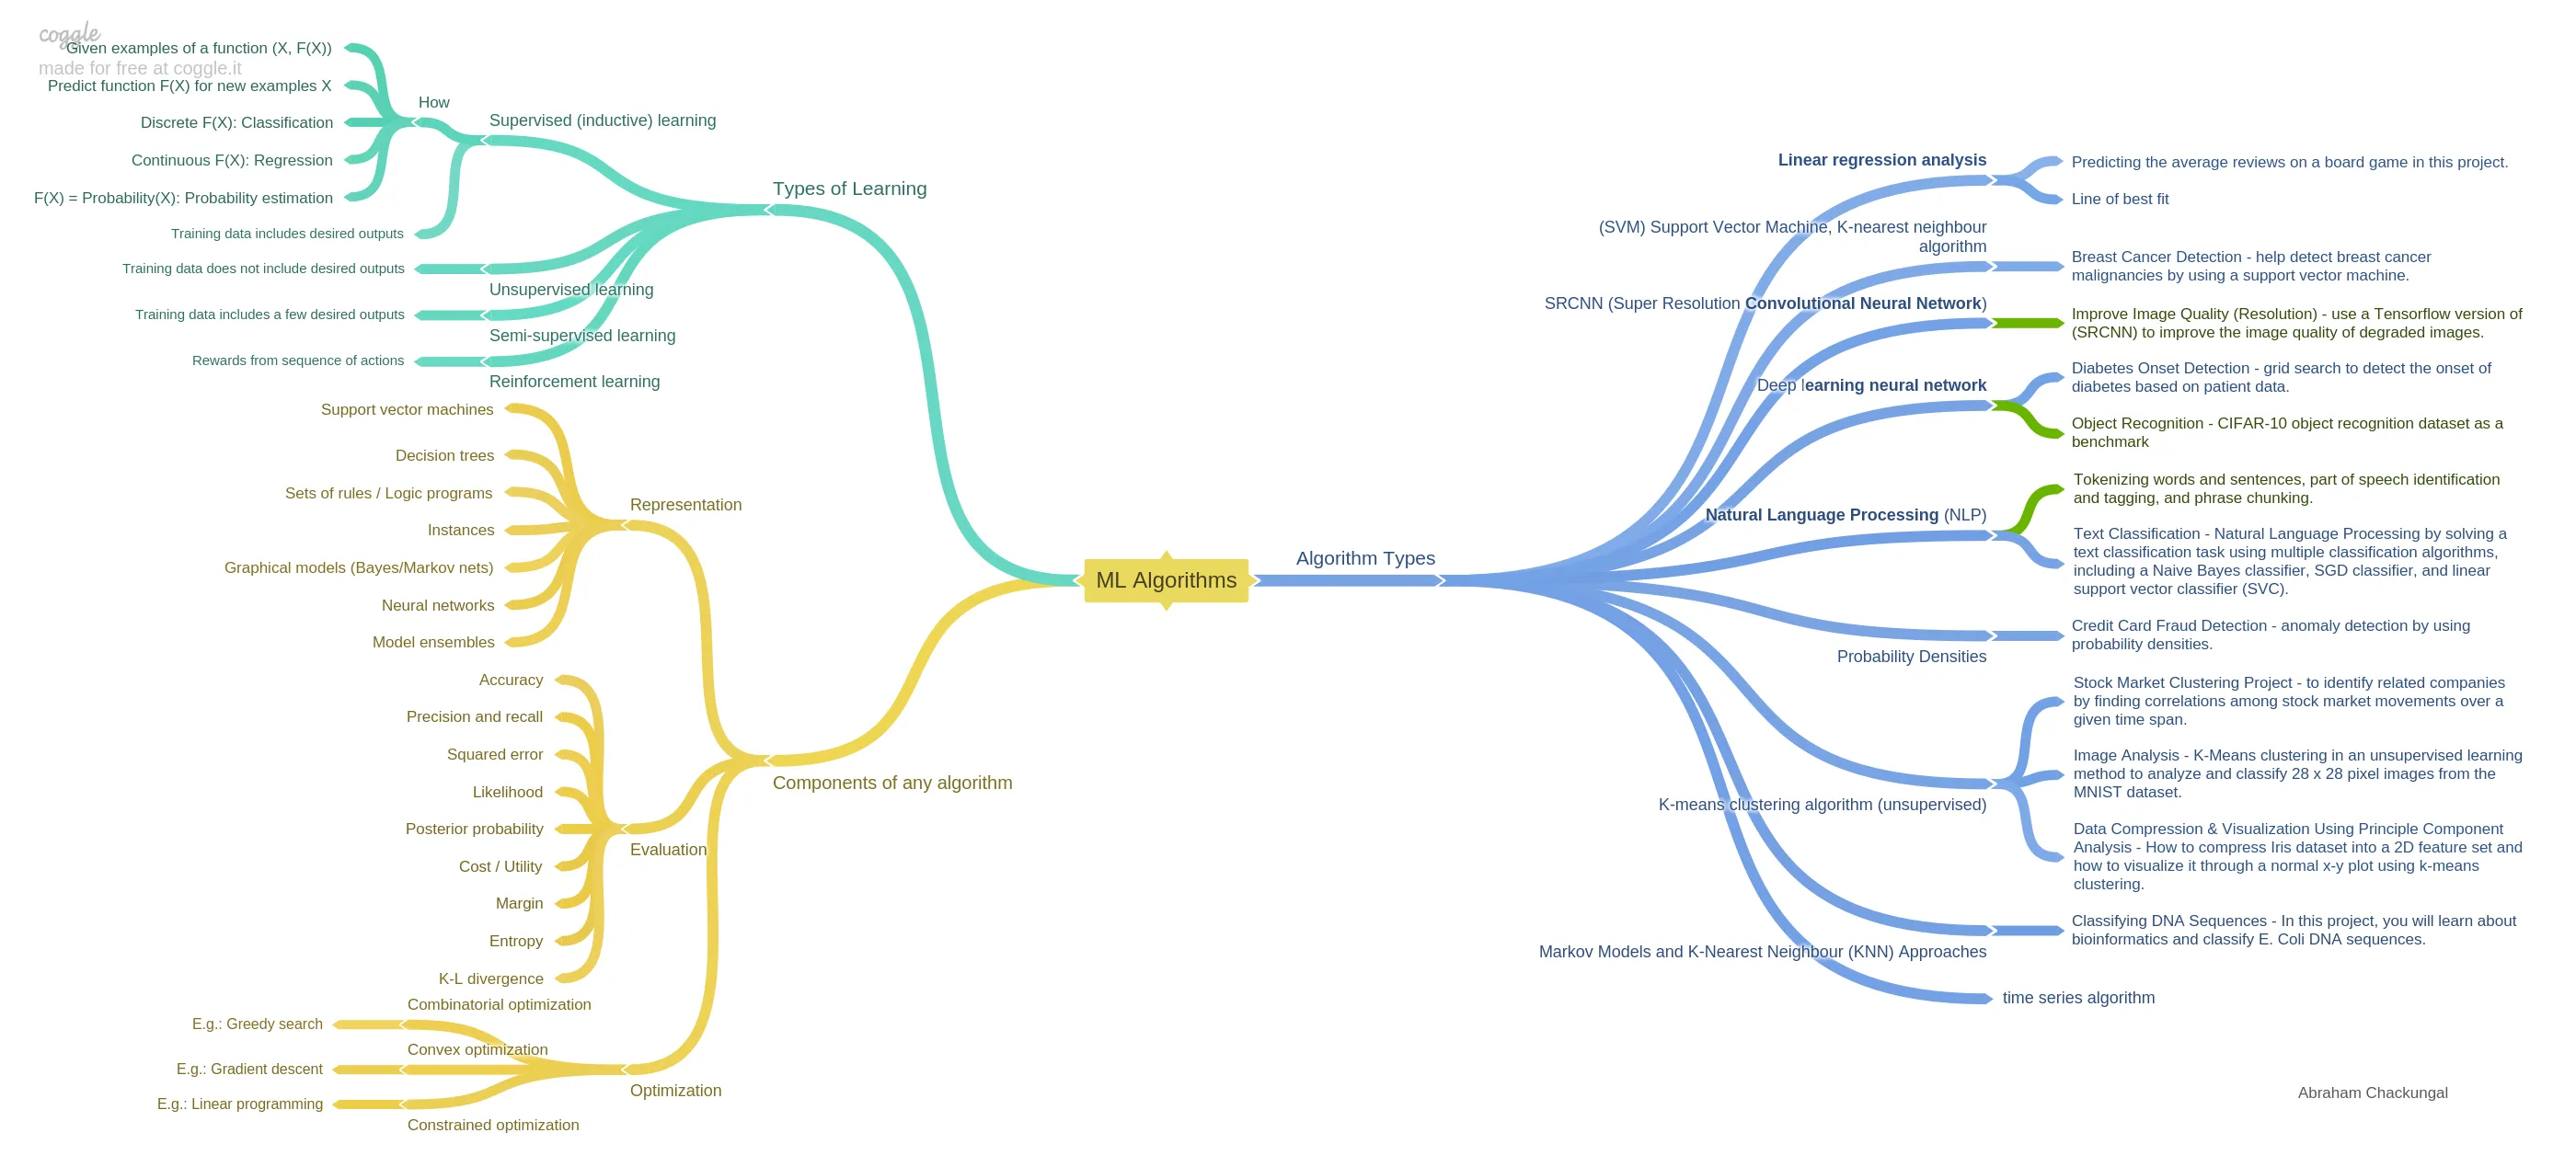 coggle
made for free at coggle.it
Given examples of a function (X, F(X))
Predict function F(X) for new examples X
Discrete F(X): Classification
Continuous F(X): Regression
F(X) = Probability(X): Probability estimation
How
Training data includes desired outputs
Supervised (inductive) learning
Training data does not include desired outputs
Unsupervised learning
Training data includes a few desired outputs
Semi-supervised learning
Rewards from sequence of actions
Reinforcement learning
Types of Learning
Support vector machines
Decision trees
Sets of rules / Logic programs
Instances
Graphical models (Bayes/Markov nets)
Neural networks
Model ensembles
Representation
Accuracy
Precision and recall
Squared error
Likelihood
Posterior probability
Cost / Utility
Margin
Entropy
K-L divergence
Evaluation
Combinatorial optimization
E.g.: Greedy search
Convex optimization
E.g.: Gradient descent
E.g.: Linear programming
Constrained optimization
Optimization
Components of any algorithm
ML Algorithms
Algorithm Types
Linear regression analysis
Predicting the average reviews on a board game in this project.
Line of best fit
(SVM) Support Vector Machine, K-nearest neighbour
algorithm
Breast Cancer Detection - help detect breast cancer
malignancies by using a support vector machine.
SRCNN (Super Resolution Convolutional Neural Network)
Improve Image Quality (Resolution) - use a Tensorflow version of
(SRCNN) to improve the image quality of degraded images.
Deep learning neural network
Diabetes Onset Detection - grid search to detect the onset of
diabetes based on patient data.
Object Recognition - CIFAR-10 object recognition dataset as a
benchmark
Natural Language Processing (NLP)
Tokenizing words and sentences, part of speech identification
and tagging, and phrase chunking.
Text Classification - Natural Language Processing by solving a
text classification task using multiple classification algorithms,
including a Naive Bayes classifier, SGD classifier, and linear
support vector classifier (SVC).
Probability Densities
Credit Card Fraud Detection - anomaly detection by using
probability densities.
K-means clustering algorithm (unsupervised)
Stock Market Clustering Project - to identify related companies
by finding correlations among stock market movements over a
given time span.
Image Analysis - K-Means clustering in an unsupervised learning
method to analyze and classify 28 x 28 pixel images from the
MNIST dataset.
Data Compression & Visualization Using Principle Component
Analysis - How to compress Iris dataset into a 2D feature set and
how to visualize it through a normal x-y plot using k-means
clustering.
Markov Models and K-Nearest Neighbour (KNN) Approaches
Classifying DNA Sequences - In this project, you will learn about
bioinformatics and classify E. Coli DNA sequences.
time series algorithm
Abraham Chackungal